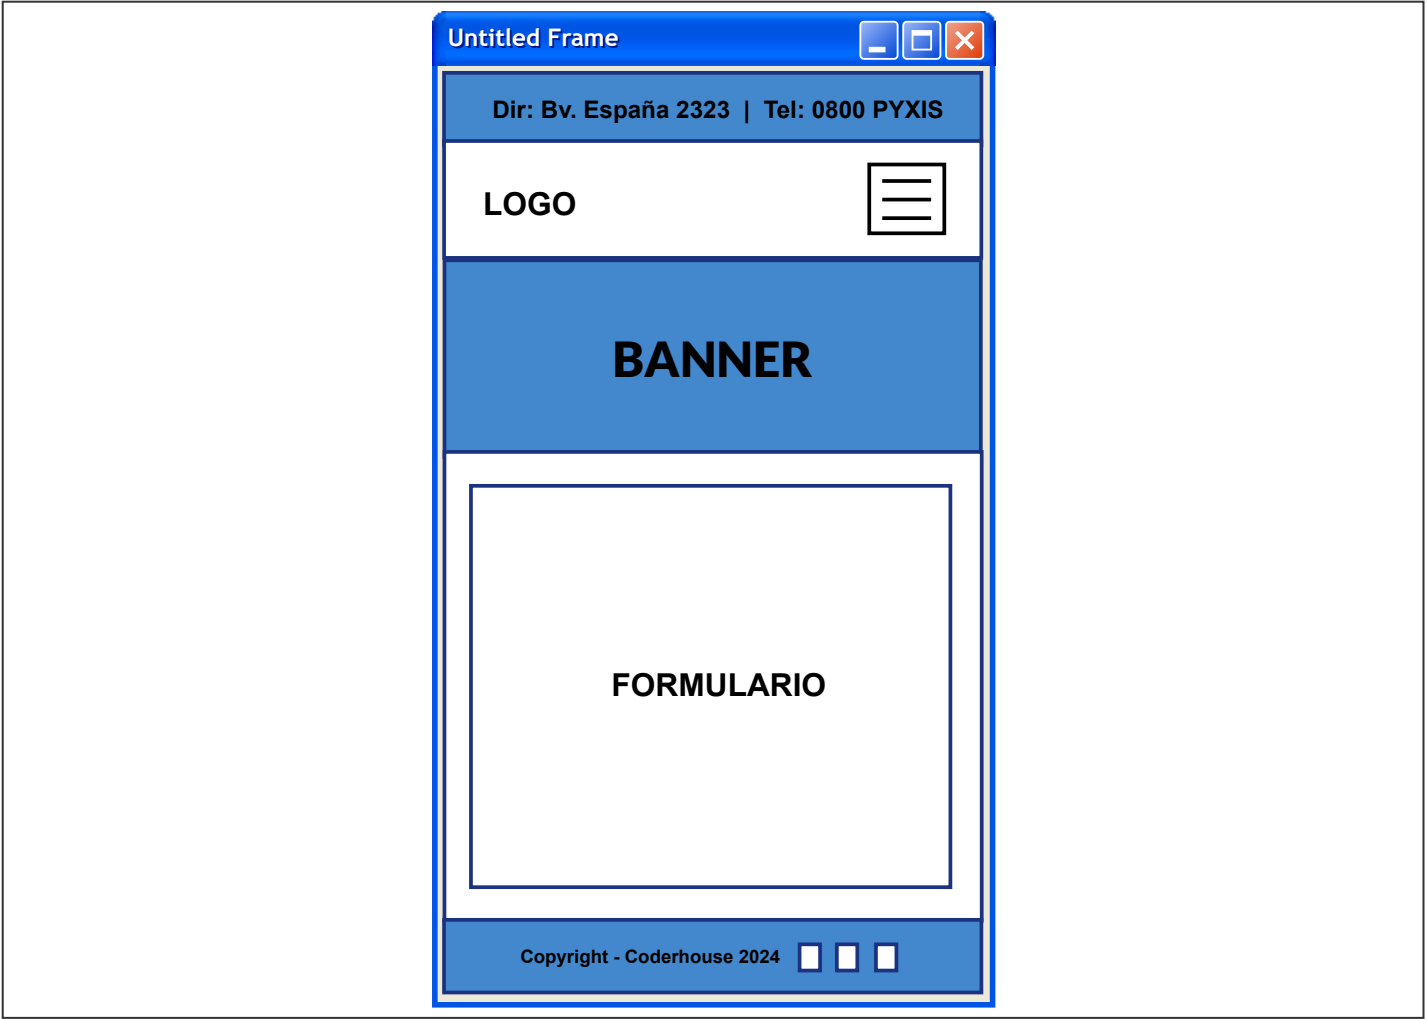 Untitled Frame
Dir: Bv. España 2323 | Tel: 0800 PYXIS
LOGO
BANNER
FORMULARIO
Copyright - Coderhouse 2024